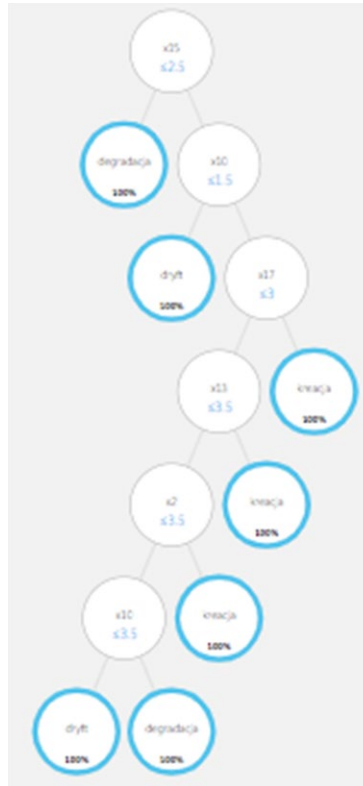 x15
≤2.5
degradacja
100%
x10
≤1.5
dryft
100%
x17
≤3
x13
≤3.5
kreacja
100%
x2
≤3.5
kreacja
100%
x10
≤3.5
kreacja
100%
dryft
100%
degradacja
100%